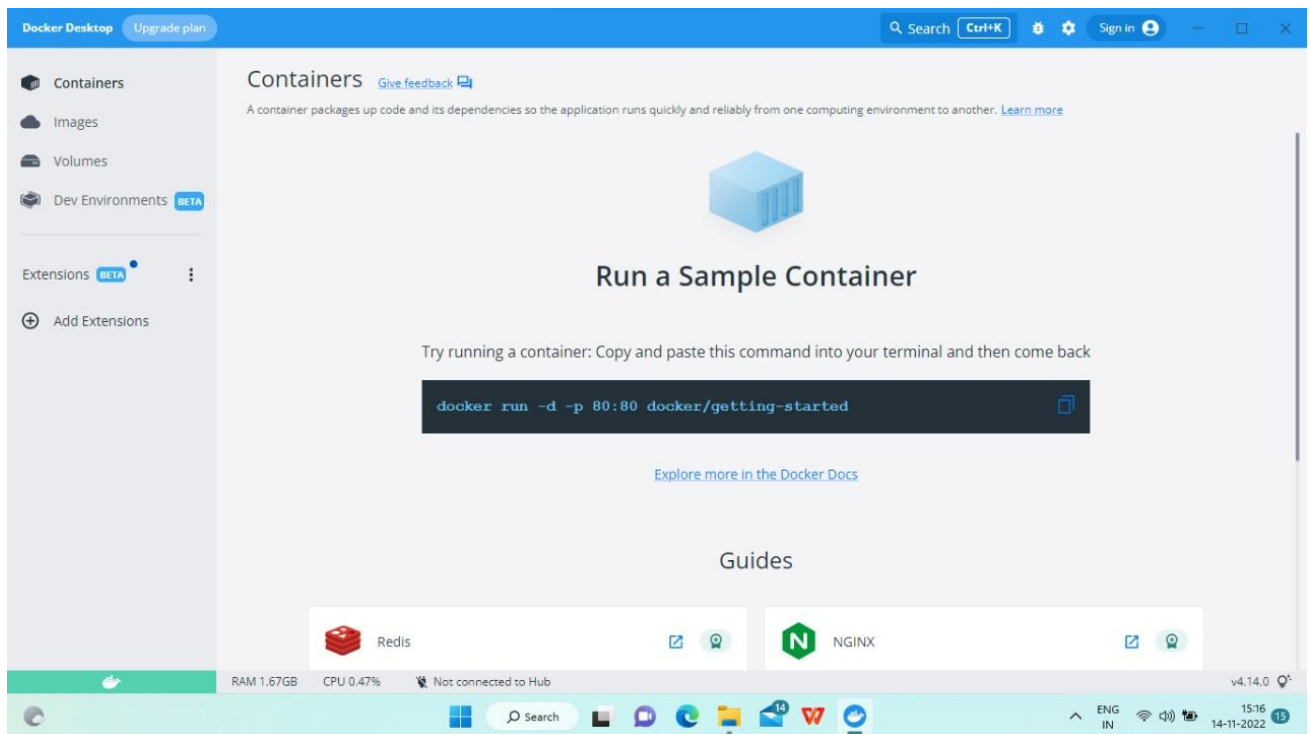 Docker Desktop Upgrade plan Search Ctrl+K Sign in
Containers
Images
Volumes
Dev Environments BETA
Extensions BETA
Add Extensions
Containers Give feedback
A container packages up code and its dependencies so the application runs quickly and reliably from one computing environment to another. Learn more
Run a Sample Container
Try running a container: Copy and paste this command into your terminal and then come back
docker run -d -p 80:80 docker/getting-started
Explore more in the Docker Docs
Guides
Redis NGINX
RAM 1.67GB CPU 0.47% Not connected to Hub v4.14.0
Search 14 ENG 15:16
IN 14-11-2022 15